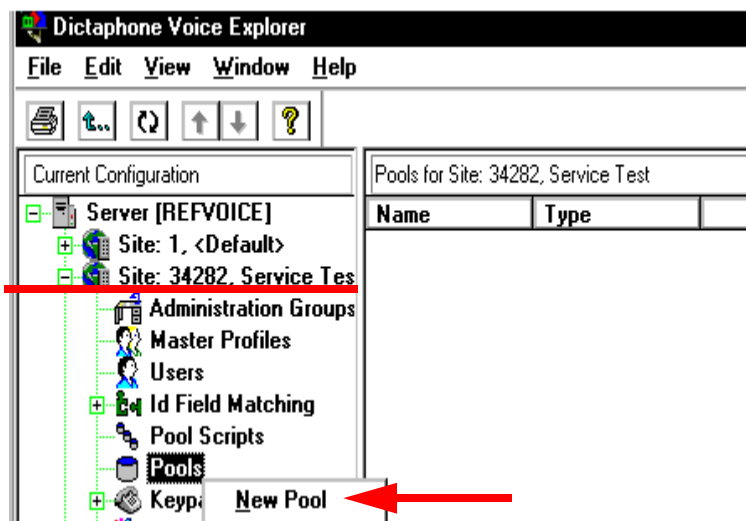 Dictaphone Voice Explorer
File Edit View Window Help
Current Configuration
Pools for Site: 34282, Service Test
Name Type
Server [REFVOICE]
Site: 1, <Default>
Site: 34282, Service Tes
Administration Groups
Master Profiles
Users
Id Field Matching
Pool Scripts
Pools
Keypa
New Pool